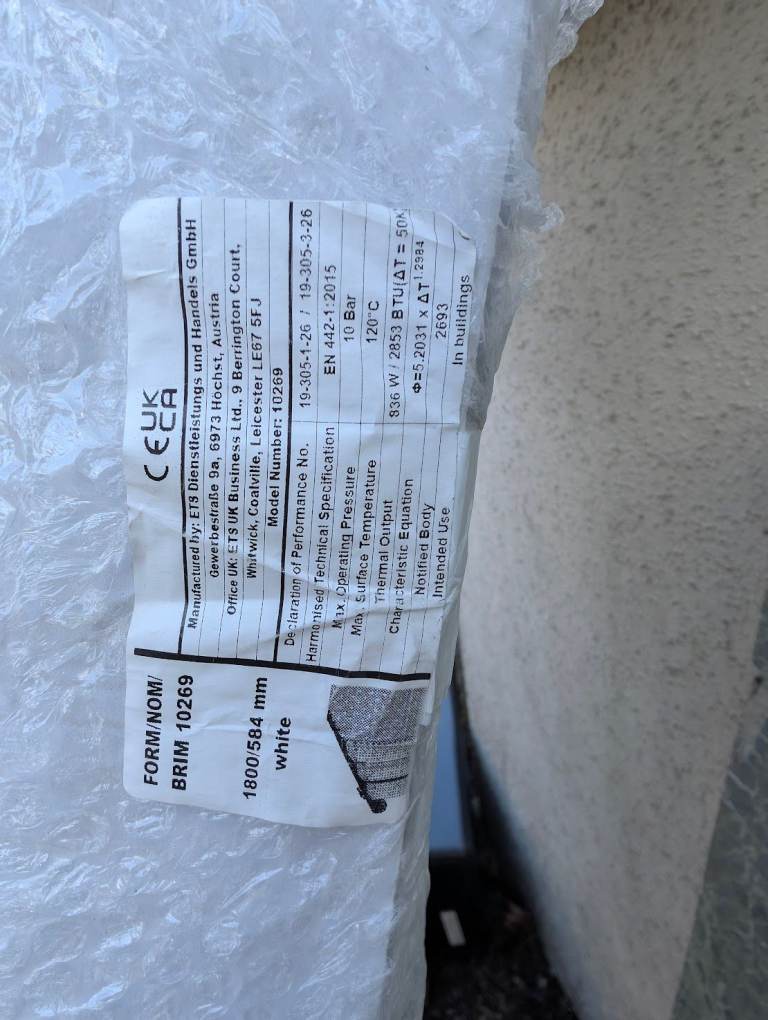 FORM/NOM/
BRIM 10269
1800/584 mm
white
CE UK
CA
Manufactured by: ETS Dienstleistungs und Handels GmbH
Gewerbestraße 9a, 6973 Höchst, Austria
Office UK: ETS UK Business Ltd., 9 Berrington Court,
Whitwick, Coalville, Leicester LE67 5FJ
Model Number: 10269
Declaration of Performance No. 19-305-1-26 / 19-305-3-26
Harmonised Technical Specification EN 442-1:2015
Max. Operating Pressure 10 Bar
Max. Surface Temperature 120°C
Thermal Output 836 W / 2853 BTU(ΔT = 50K
Characteristic Equation Φ=5.2031 x ΔT^1.2984
Notified Body 2693
Intended Use In buildings